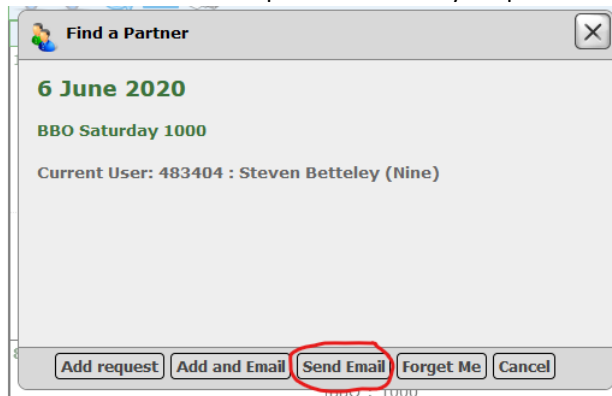 Find a Partner
6 June 2020
BBO Saturday 1000
Current User: 483404 : Steven Betteley (Nine)
Add request Add and Email Send Email Forget Me Cancel